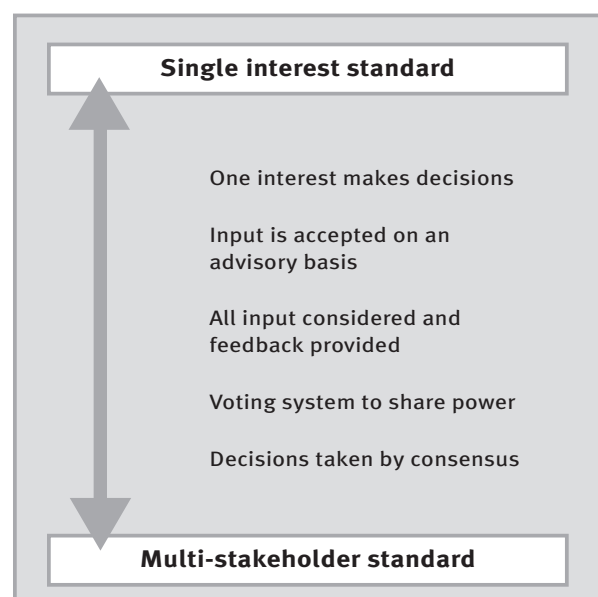 Single interest standard
One interest makes decisions
Input is accepted on an
advisory basis
All input considered and
feedback provided
Voting system to share power
Decisions taken by consensus
Multi-stakeholder standard